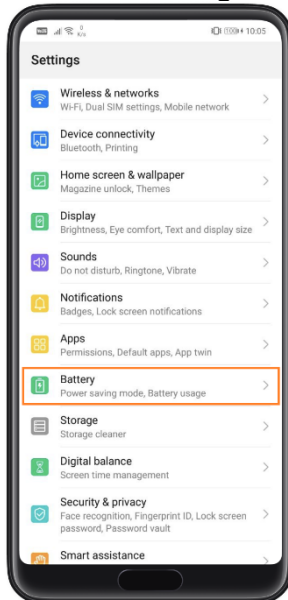 0
K/s
100
10:05
Settings
Wireless & networks
Wi-Fi, Dual SIM settings, Mobile network
Device connectivity
Bluetooth, Printing
Home screen & wallpaper
Magazine unlock, Themes
Display
Brightness, Eye comfort, Text and display size
Sounds
Do not disturb, Ringtone, Vibrate
Notifications
Badges, Lock screen notifications
Apps
Permissions, Default apps, App twin
Battery
Power saving mode, Battery usage
Storage
Storage cleaner
Digital balance
Screen time management
Security & privacy
Face recognition, Fingerprint ID, Lock screen
password, Password vault
Smart assistance